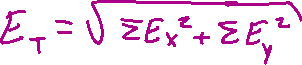 E_T = √(ΣE_x² + ΣE_y²)